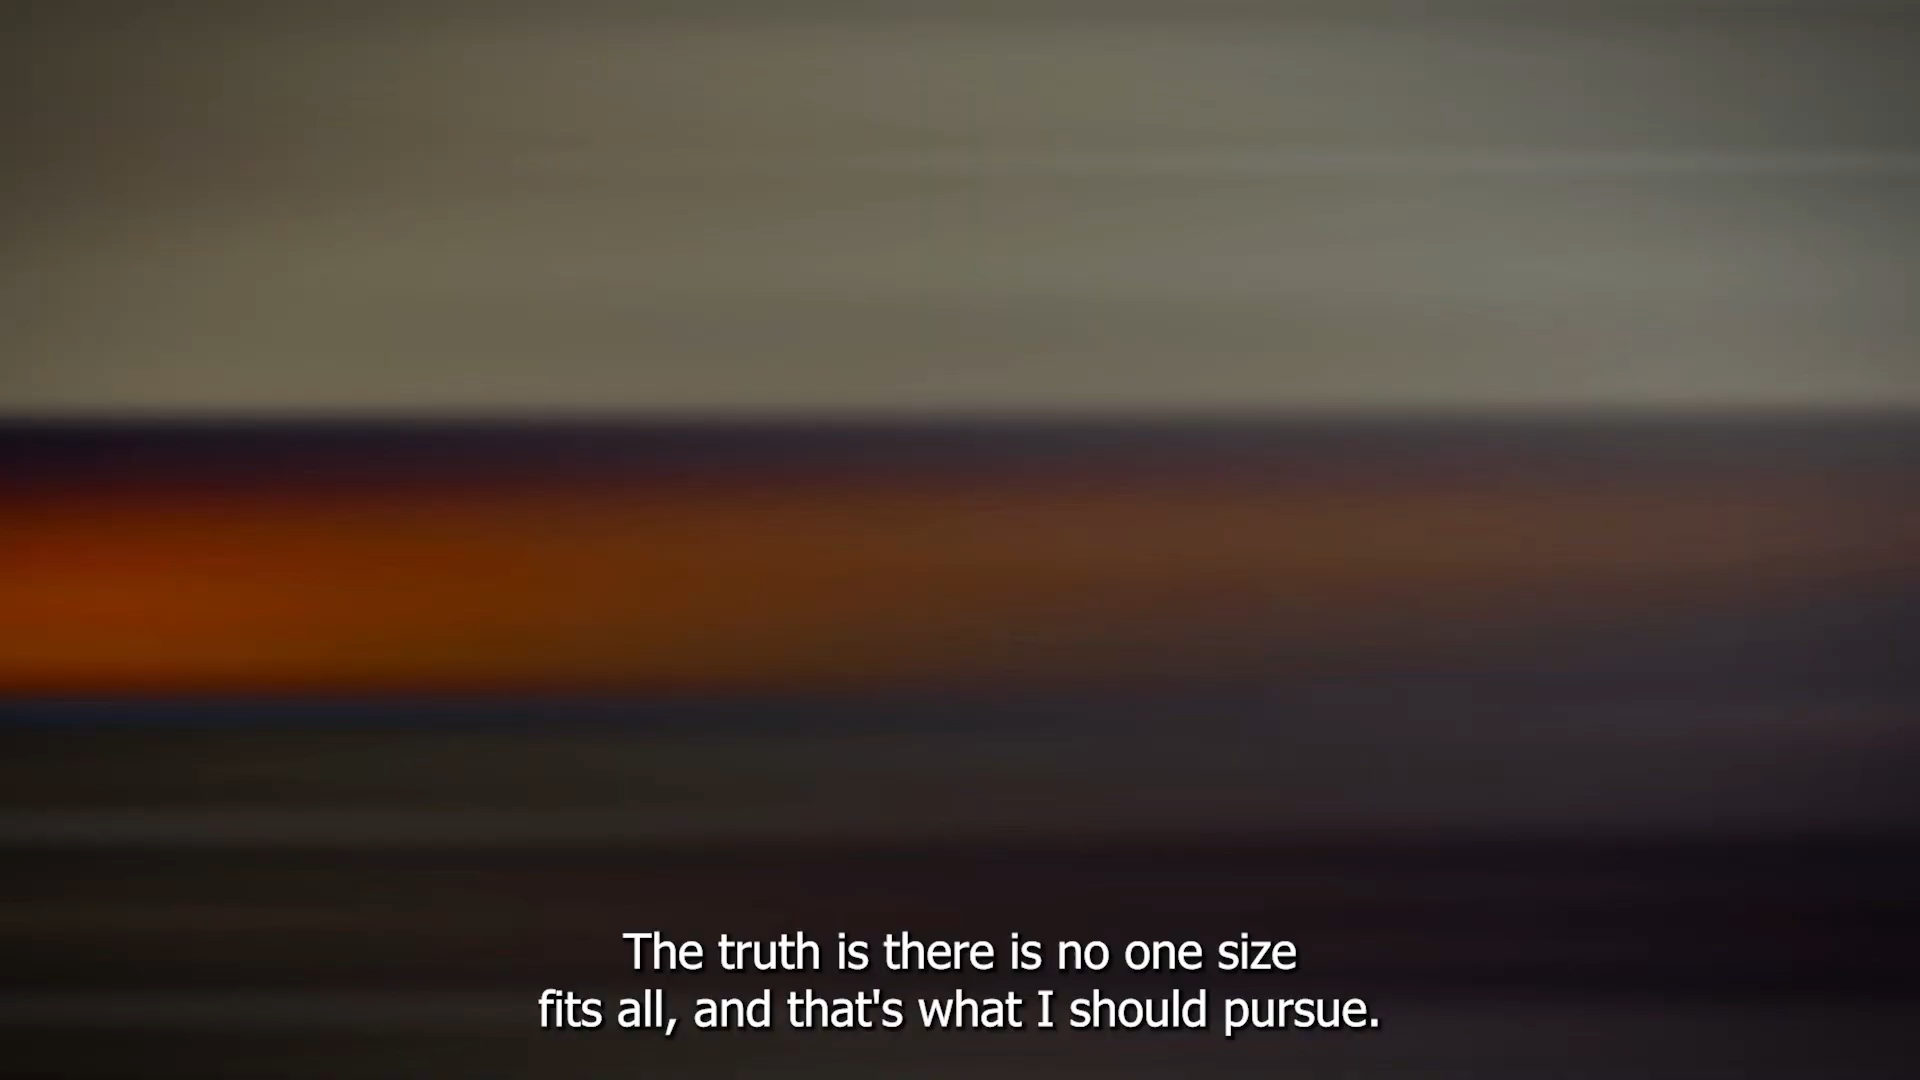 The truth is there is no one size
fits all, and that's what I should pursue.